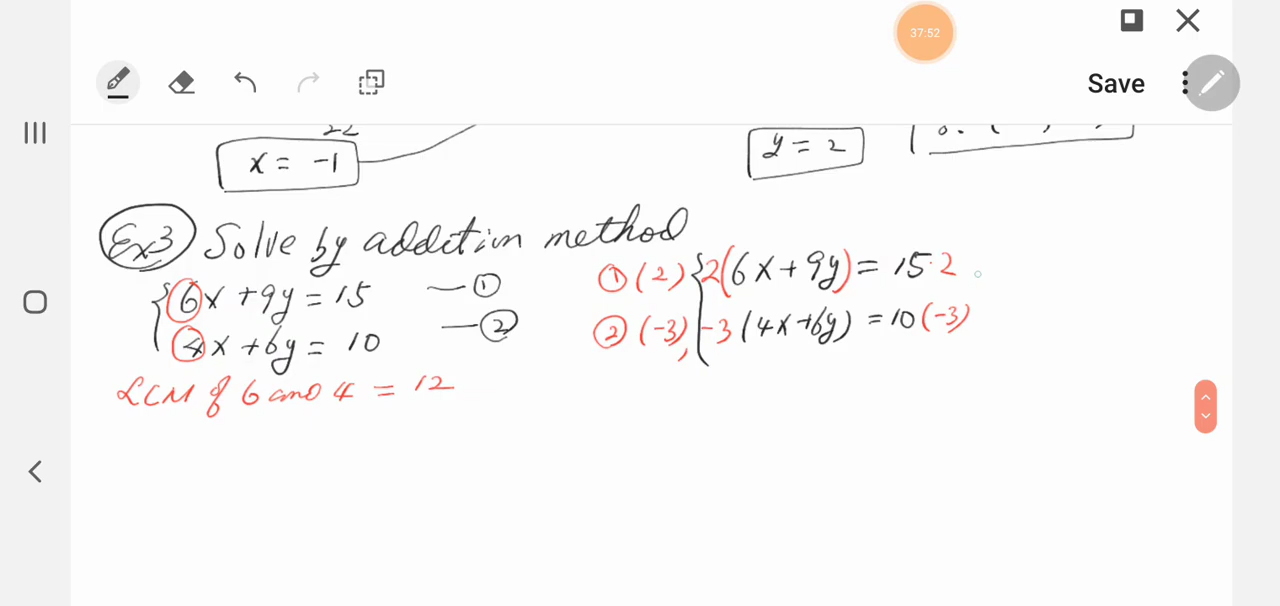 37:52
Save
22
x = -1
y = 2
Ex3 Solve by addition method
{ 6x + 9y = 15 — ①
4x + 6y = 10 — ②
LCM of 6 and 4 = 12
① (2) { 2(6x + 9y) = 15·2
② (-3), -3 (4x + 6y) = 10 (-3)